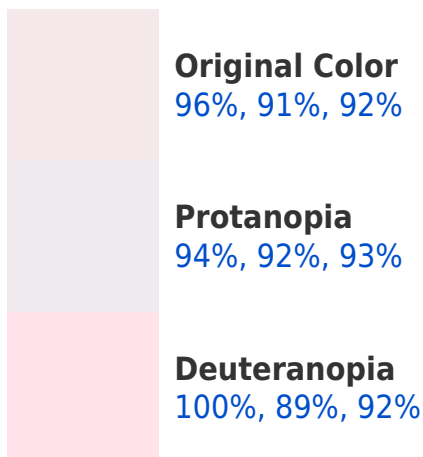 Original Color
96%, 91%, 92%
Protanopia
94%, 92%, 93%
Deuteranopia
100%, 89%, 92%